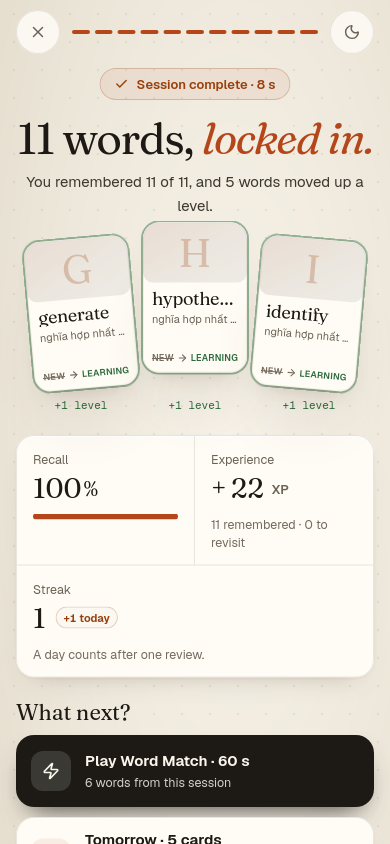 Session complete · 8 s
11 words, locked in.
You remembered 11 of 11, and 5 words moved up a
level.
G
generate
nghĩa hợp nhất ...
NEW → LEARNING
+1 level
H
hypothe...
nghĩa hợp nhất ...
NEW → LEARNING
+1 level
I
identify
nghĩa hợp nhất ...
NEW → LEARNING
+1 level
Recall
100%
Experience
+ 22 XP
11 remembered · 0 to
revisit
Streak
1 +1 today
A day counts after one review.
What next?
Play Word Match · 60 s
6 words from this session
Tomorrow · 5 cards